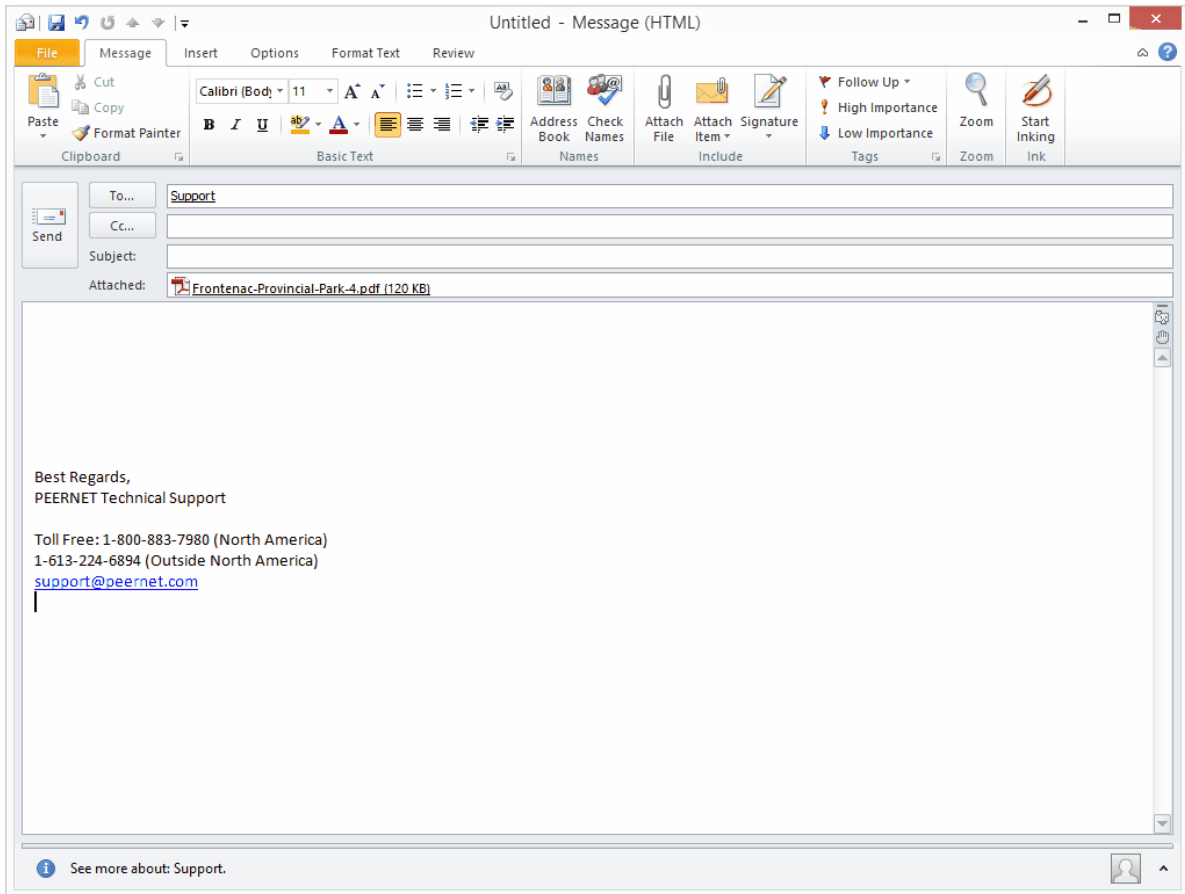 Untitled - Message (HTML)
File Message Insert Options Format Text Review
Paste
Cut
Copy
Format Painter
Clipboard
Calibri (Body 11
B I U
Basic Text
Address Book
Check Names
Names
Attach File
Attach Item
Signature
Include
Follow Up
High Importance
Low Importance
Tags
Zoom
Zoom
Start Inking
Ink
Send
To... Support
Cc...
Subject:
Attached: Frontenac-Provincial-Park-4.pdf (120 KB)
Best Regards,
PEERNET Technical Support
Toll Free: 1-800-883-7980 (North America)
1-613-224-6894 (Outside North America)
support@peernet.com
See more about: Support.